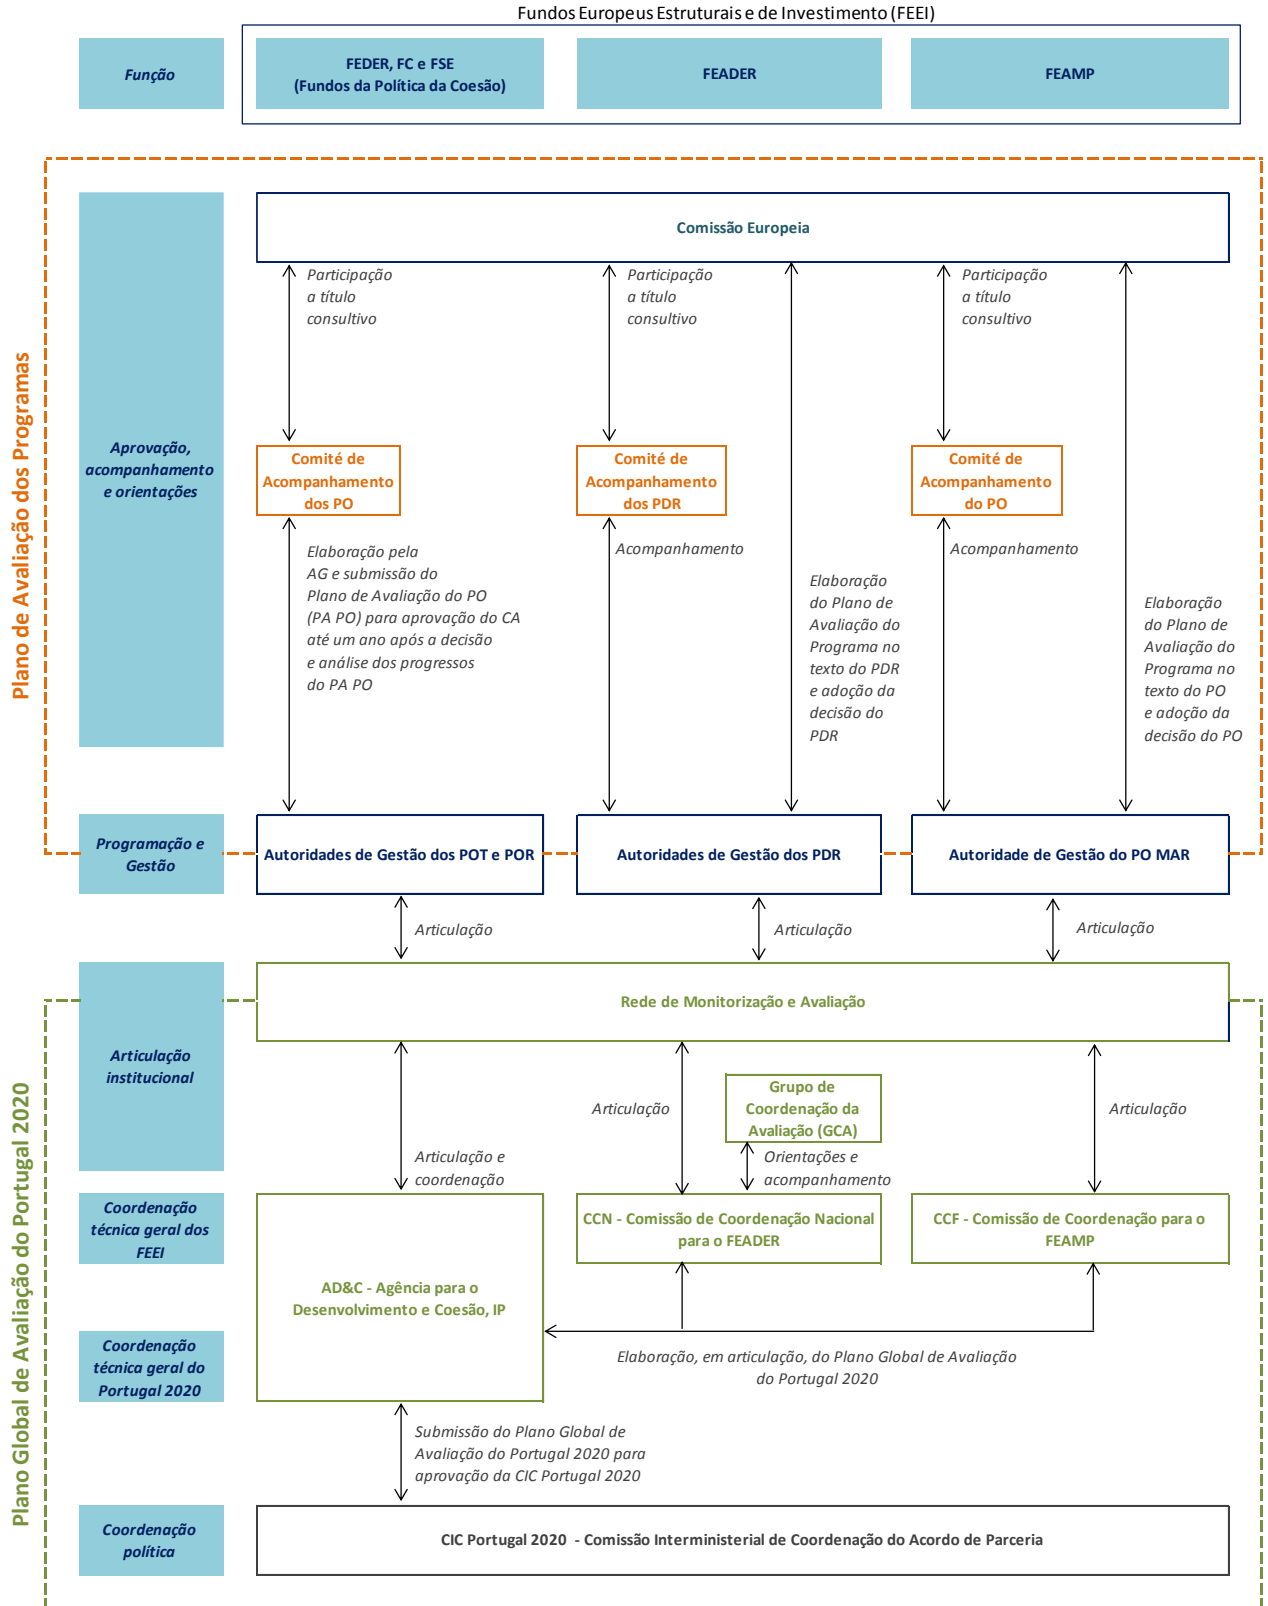 Fundos Europeus Estruturais e de Investimento (FEEI)
Função
FEDER, FC e FSE
(Fundos da Política da Coesão)
FEADER
FEAMP
Plano de Avaliação dos Programas
Aprovação,
acompanhamento
e orientações
Comissão Europeia
Participação
a título
consultivo
Participação
a título
consultivo
Participação
a título
consultivo
Comité de
Acompanhamento
dos PO
Comité de
Acompanhamento
dos PDR
Comité de
Acompanhamento
do PO
Elaboração pela
AG e submissão do
Plano de Avaliação do PO
(PA PO) para aprovação do CA
até um ano após a decisão
e análise dos progressos
do PA PO
Acompanhamento
Elaboração
do Plano de
Avaliação do
Programa no
texto do PDR
e adoção da
decisão do
PDR
Acompanhamento
Elaboração
do Plano de
Avaliação do
Programa no
texto do PO
e adoção da
decisão do PO
Programação e
Gestão
Autoridades de Gestão dos POT e POR
Autoridades de Gestão dos PDR
Autoridade de Gestão do PO MAR
Articulação
Articulação
Articulação
Plano Global de Avaliação do Portugal 2020
Articulação
institucional
Rede de Monitorização e Avaliação
Articulação e
coordenação
Articulação
Grupo de
Coordenação da
Avaliação (GCA)
Orientações e
acompanhamento
Articulação
Coordenação
técnica geral dos
FEEI
AD&C - Agência para o
Desenvolvimento e Coesão, IP
CCN - Comissão de Coordenação Nacional
para o FEADER
CCF - Comissão de Coordenação para o
FEAMP
Coordenação
técnica geral do
Portugal 2020
Elaboração, em articulação, do Plano Global de Avaliação
do Portugal 2020
Submissão do Plano Global de
Avaliação do Portugal 2020 para
aprovação da CIC Portugal 2020
Coordenação
política
CIC Portugal 2020 - Comissão Interministerial de Coordenação do Acordo de Parceria